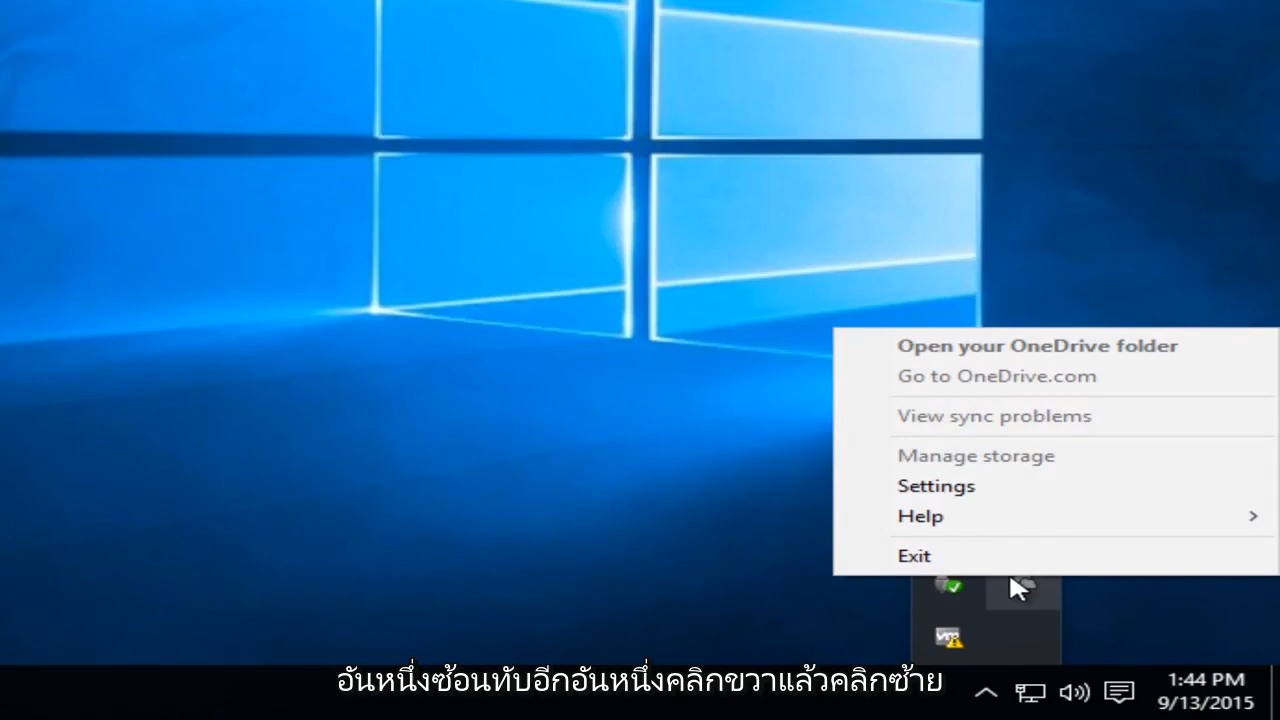 Open your OneDrive folder
Go to OneDrive.com
View sync problems
Manage storage
Settings
Help
Exit
vm
อันหนึ่งซ้อนทับอีกอันหนึ่งคลิกขวาแล้วคลิกซ้าย
1:44 PM
9/13/2015